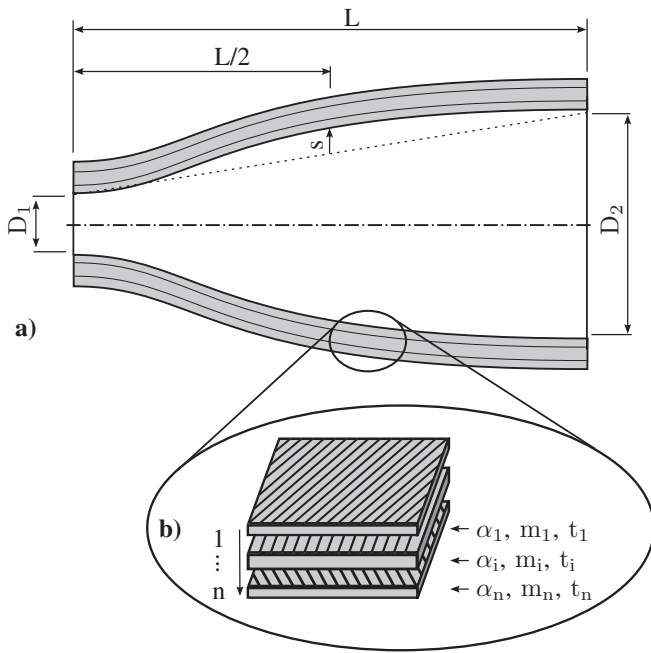 L
L/2
s
D₁
D₂
a)
b)
1
⋮
n
α₁, m₁, t₁
αᵢ, mᵢ, tᵢ
αₙ, mₙ, tₙ